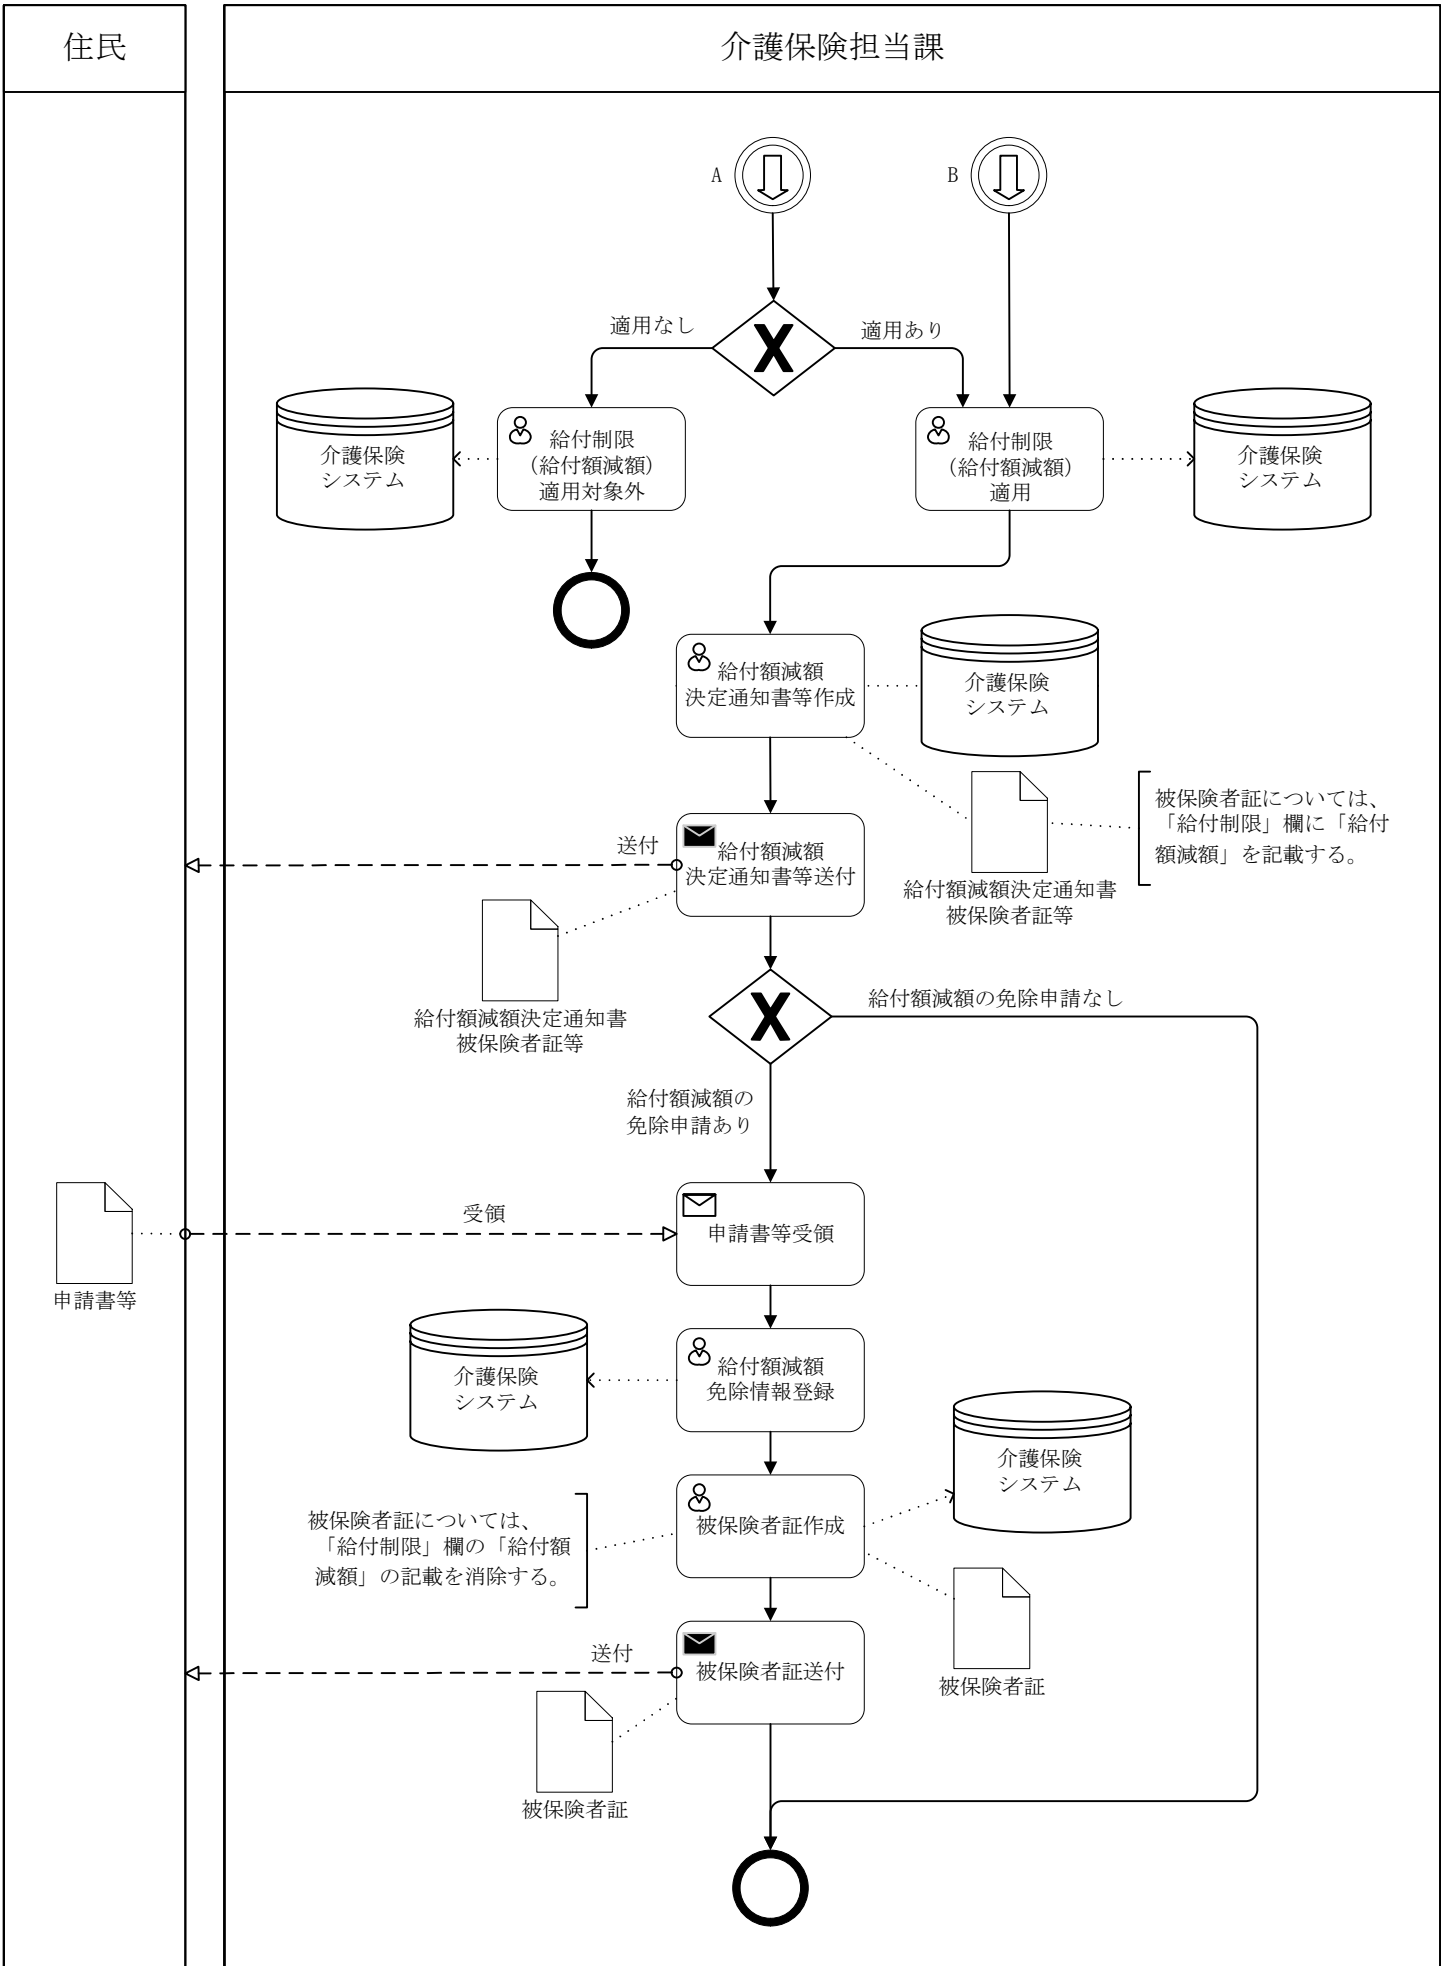 住民
介護保険担当課
A
B
適用なし
適用あり
介護保険
システム
給付制限
（給付額減額）
適用対象外
給付制限
（給付額減額）
適用
介護保険
システム
給付額減額
決定通知書等作成
介護保険
システム
被保険者証については、
「給付制限」欄に「給付
額減額」を記載する。
給付額減額決定通知書
被保険者証等
送付
給付額減額
決定通知書等送付
給付額減額決定通知書
被保険者証等
給付額減額の免除申請なし
給付額減額の
免除申請あり
受領
申請書等受領
申請書等
介護保険
システム
給付額減額
免除情報登録
介護保険
システム
被保険者証については、
「給付制限」欄の「給付額
減額」の記載を消除する。
被保険者証作成
被保険者証
送付
被保険者証送付
被保険者証